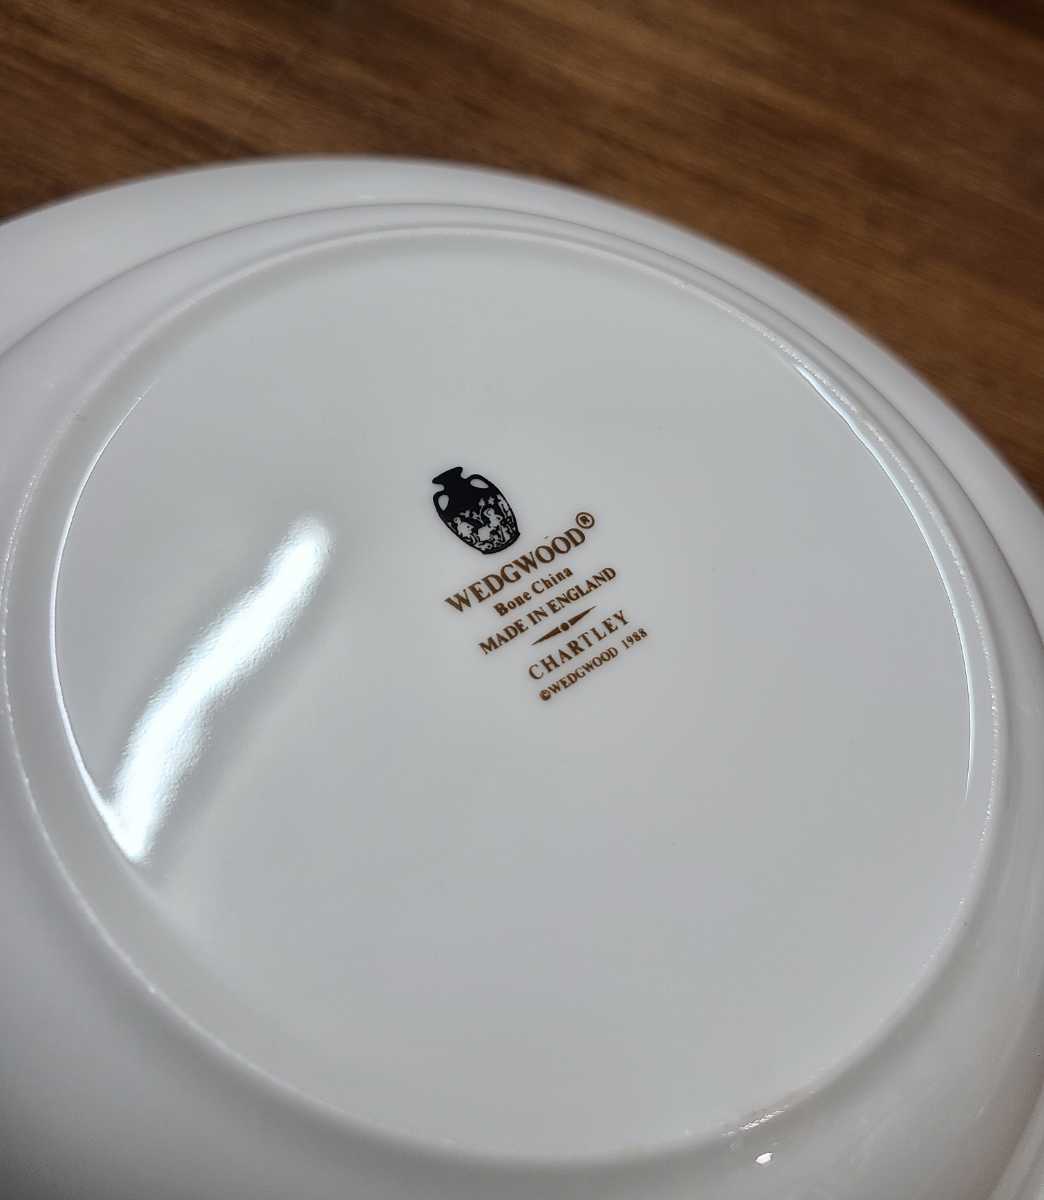 WEDGWOOD®
Bone China
MADE IN ENGLAND
CHARTLEY
©WEDGWOOD 1988